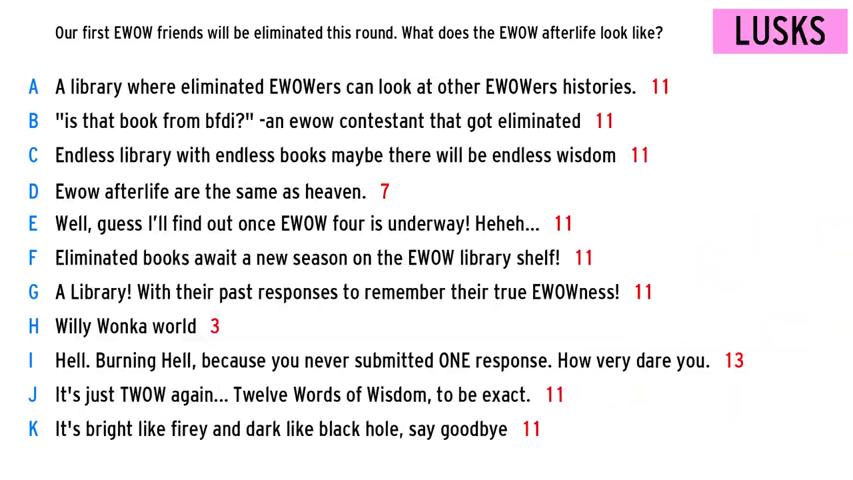 Our first EWOW friends will be eliminated this round. What does the EWOW afterlife look like?
LUSKS
A A library where eliminated EWOWers can look at other EWOWers histories. 11
B "is that book from bfdi?" -an ewow contestant that got eliminated 11
C Endless library with endless books maybe there will be endless wisdom 11
D Ewow afterlife are the same as heaven. 7
E Well, guess I'll find out once EWOW four is underway! Heheh... 11
F Eliminated books await a new season on the EWOW library shelf! 11
G A Library! With their past responses to remember their true EWOWness! 11
H Willy Wonka world 3
I Hell. Burning Hell, because you never submitted ONE response. How very dare you. 13
J It's just TWOW again... Twelve Words of Wisdom, to be exact. 11
K It's bright like firey and dark like black hole, say goodbye 11